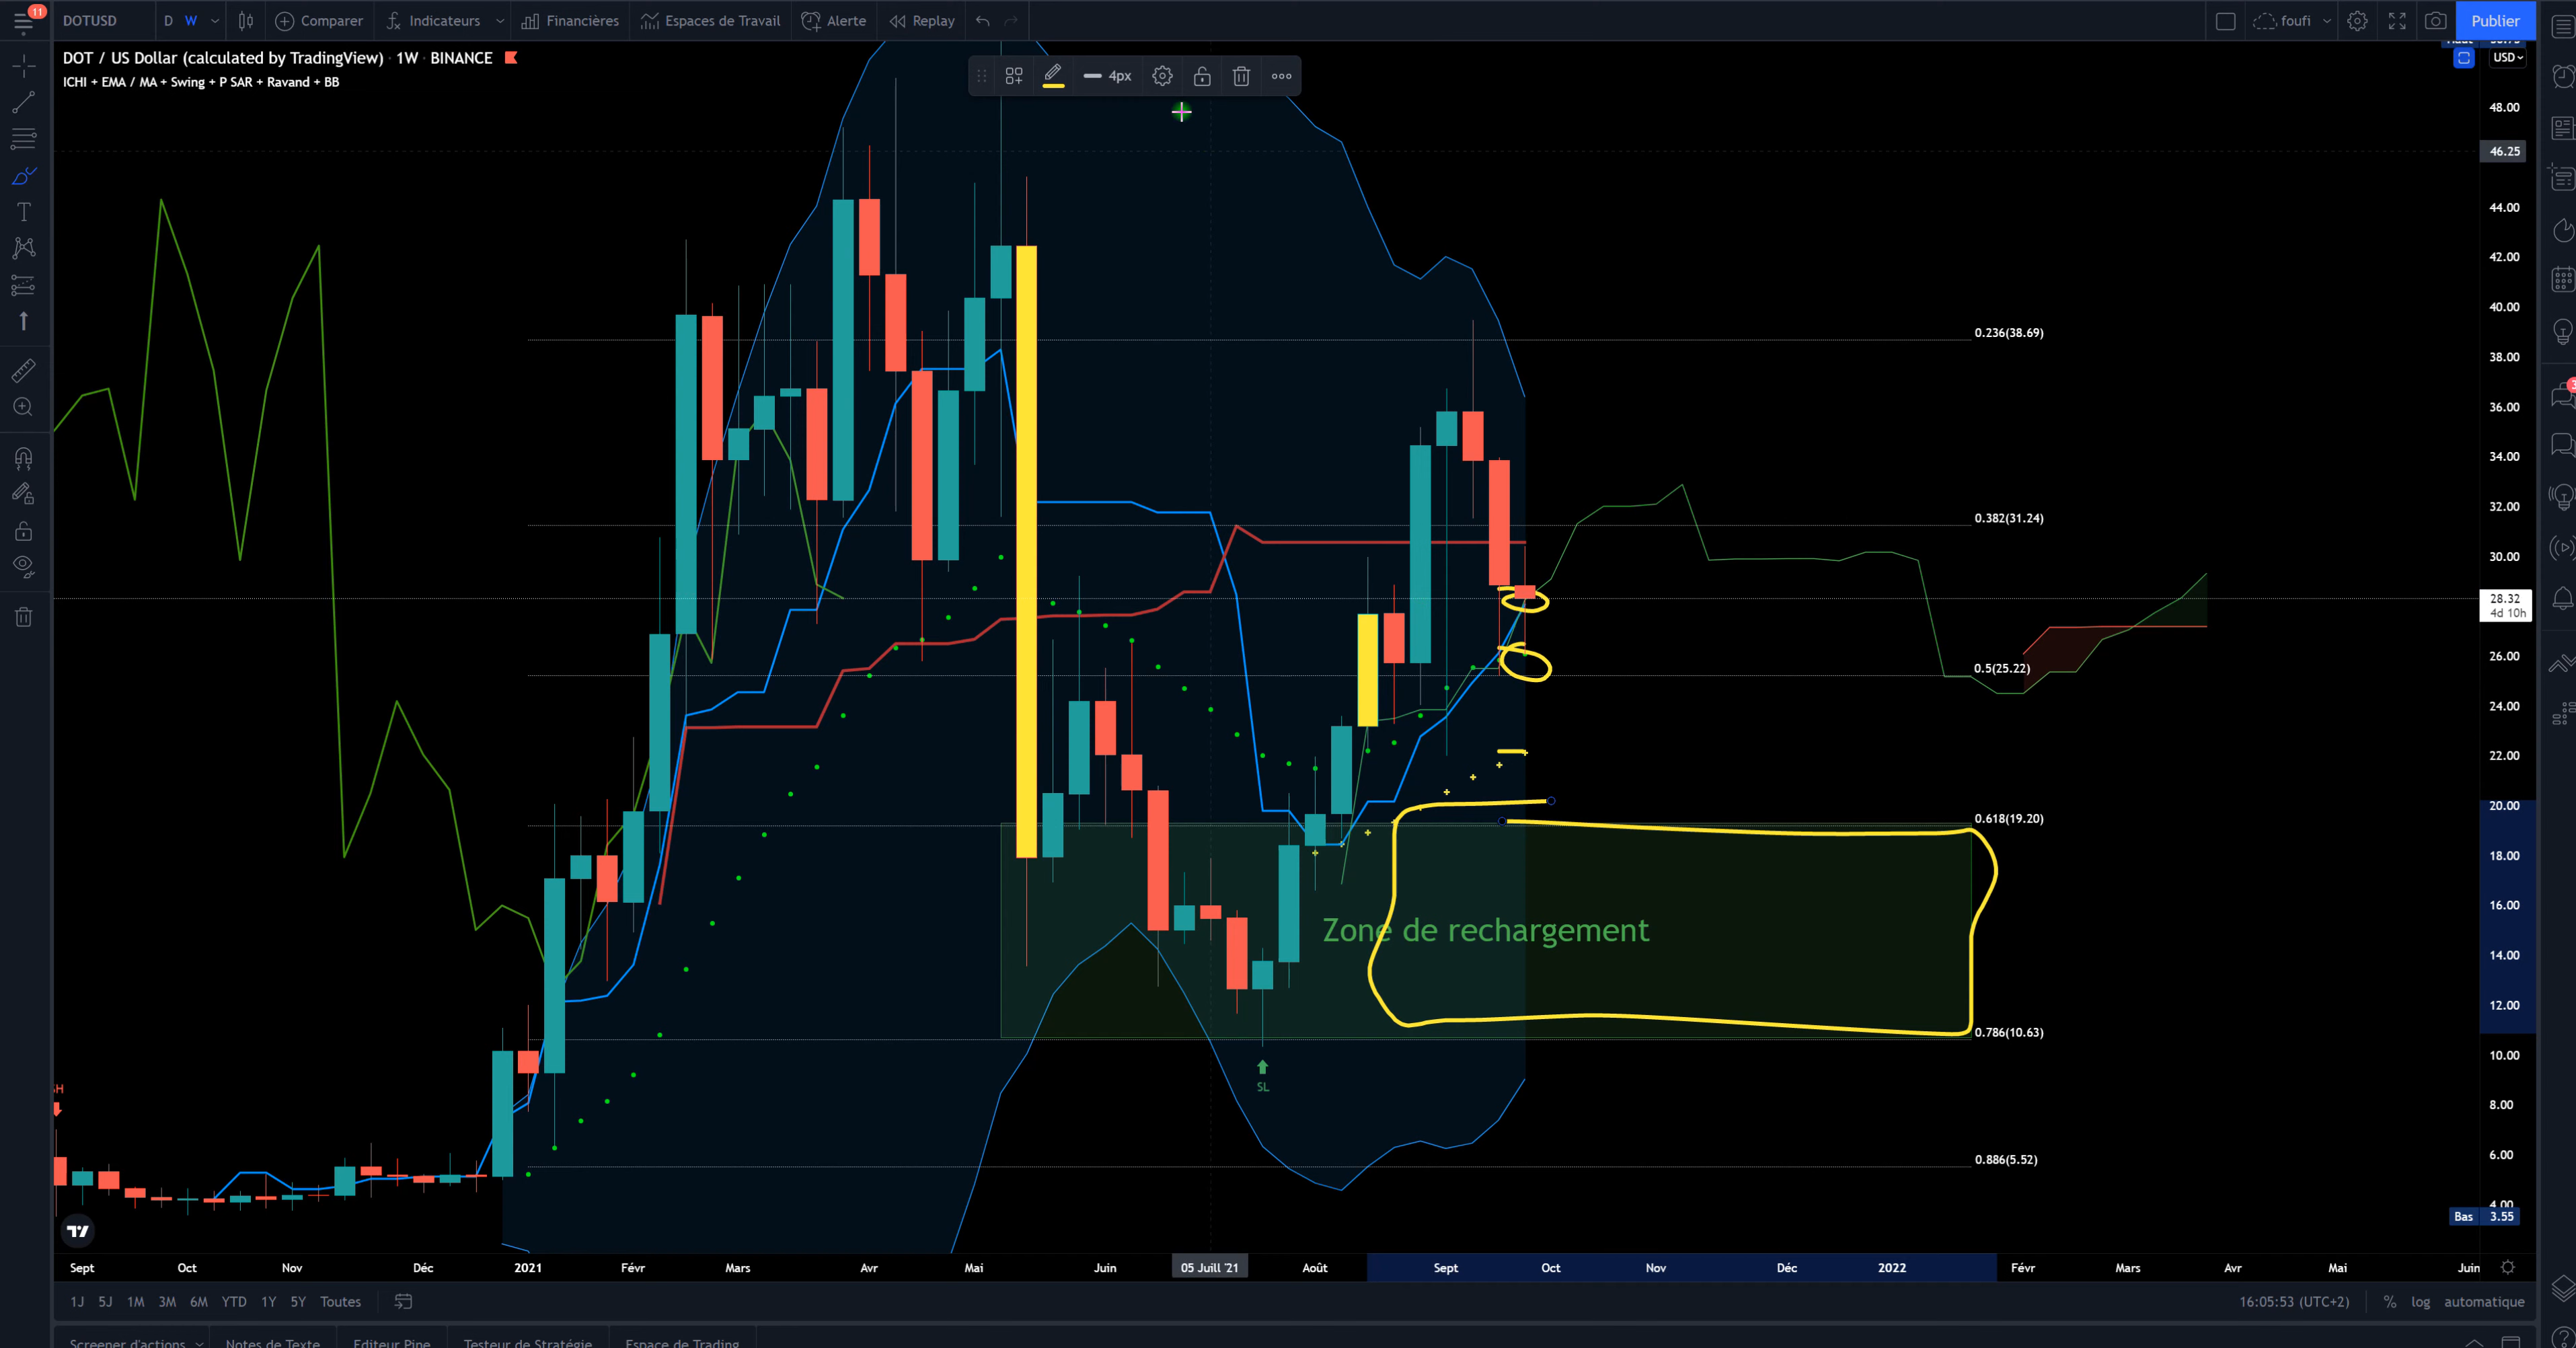 11
DOTUSD D W Comparer Indicateurs Financières Espaces de Travail Alerte Replay foufi Publier
DOT / US Dollar (calculated by TradingView) · 1W · BINANCE
ICHI + EMA / MA + Swing + P SAR + Ravand + BB
4px
USD
48.00
46.25
44.00
42.00
40.00
0.236(38.69)
38.00
36.00
34.00
32.00
0.382(31.24)
30.00
28.32
4d 10h
26.00
0.5(25.22)
24.00
22.00
20.00
0.618(19.20)
18.00
16.00
Zone de rechargement
14.00
12.00
0.786(10.63)
10.00
SL
8.00
0.886(5.52)
6.00
4.00
Bas 3.55
Sept Oct Nov Déc 2021 Févr Mars Avr Mai Juin 05 Juill '21 Août Sept Oct Nov Déc 2022 Févr Mars Avr Mai Juin
1J 5J 1M 3M 6M YTD 1Y 5Y Toutes 16:05:53 (UTC+2) % log automatique
Screener d'actions Notes de Texte Editeur Pine Testeur de Stratégie Espace de Trading